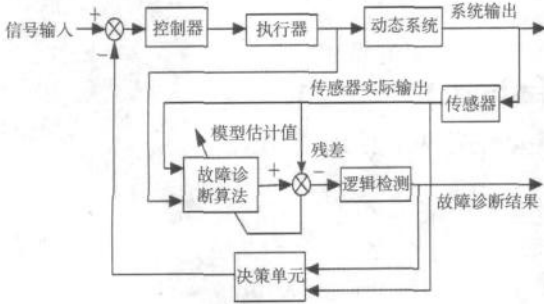 系统输出
信号输入
+
控制器
执行器
动态系统
−
传感器实际输出
传感器
模型估计值
残差
故障诊
断算法
+
−
逻辑检测
故障诊断结果
决策单元